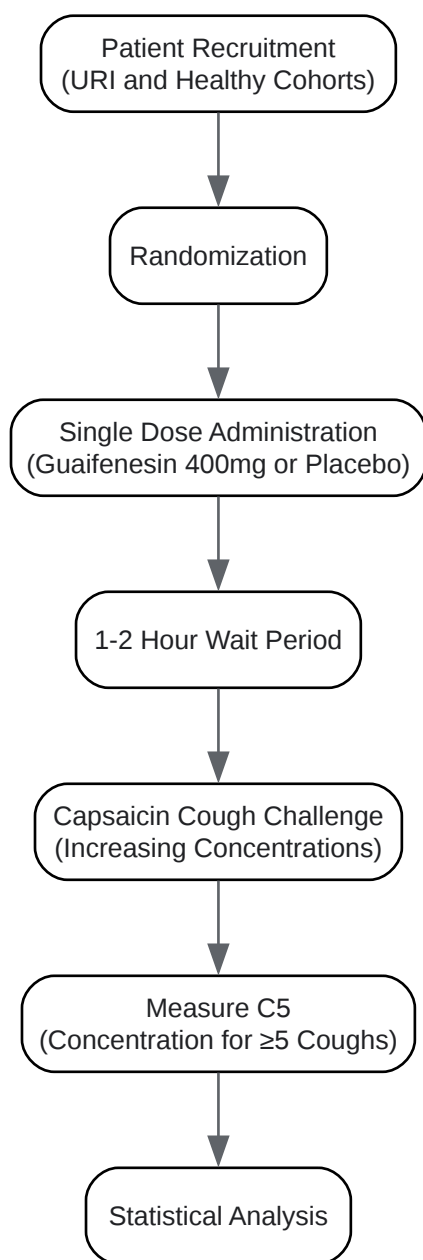 Patient Recruitment
(URI and Healthy Cohorts)
Randomization
Single Dose Administration
(Guaifenesin 400mg or Placebo)
1-2 Hour Wait Period
Capsaicin Cough Challenge
(Increasing Concentrations)
Measure C5
(Concentration for ≥5 Coughs)
Statistical Analysis